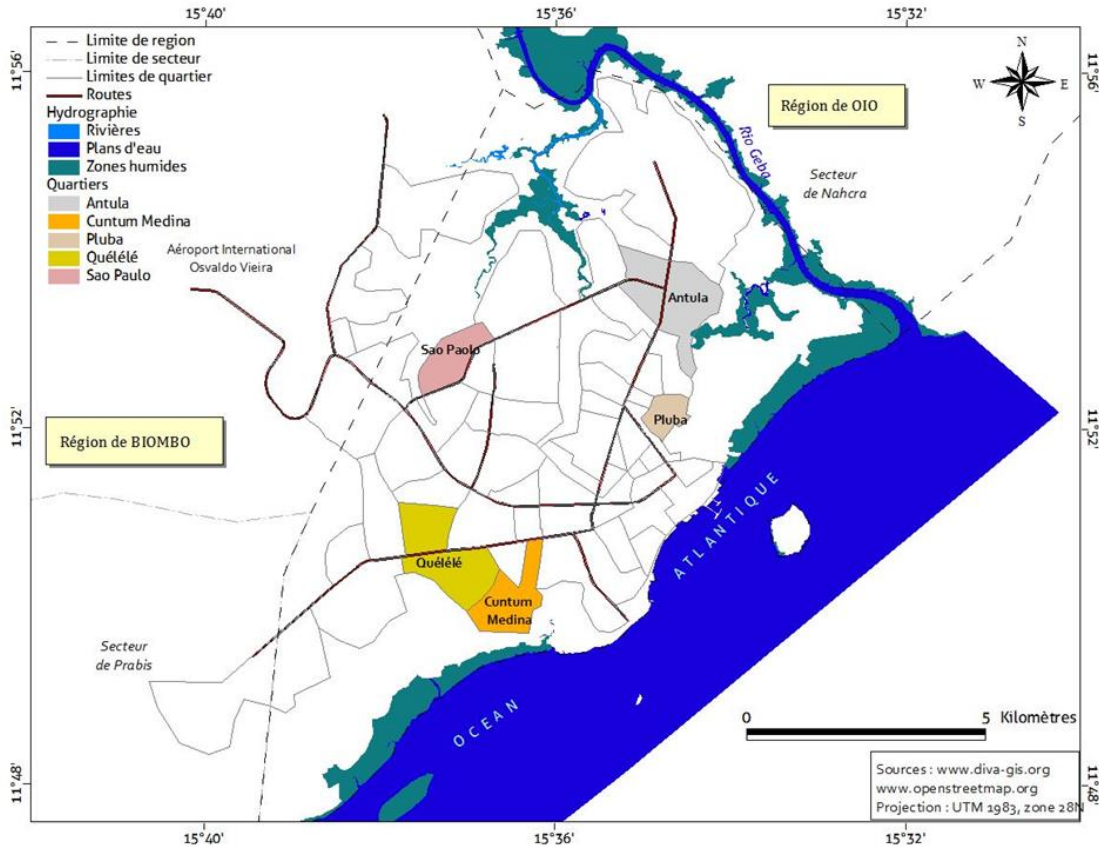 15°40'
15°36'
15°32'
11°56'
11°56'
Limite de region
Limite de secteur
Limites de quartier
Routes
Hydrographie
Rivières
Plans d'eau
Zones humides
Quartiers
Antula
Cuntum Medina
Pluba
Quélélé
Sao Paulo
N
W
E
S
Région de OIO
Rio Geba
Secteur
de Nahcra
Aéroport International
Osvaldo Vieira
Antula
Sao Paolo
Pluba
11°52'
11°52'
Région de BIOMBO
Quélélé
Cuntum
Medina
Secteur
de Prabis
OCEAN
ATLANTIQUE
0
5
Kilomètres
11°48'
11°48'
Sources : www.diva-gis.org
www.openstreetmap.org
Projection : UTM 1983, zone 28N
15°40'
15°36'
15°32'